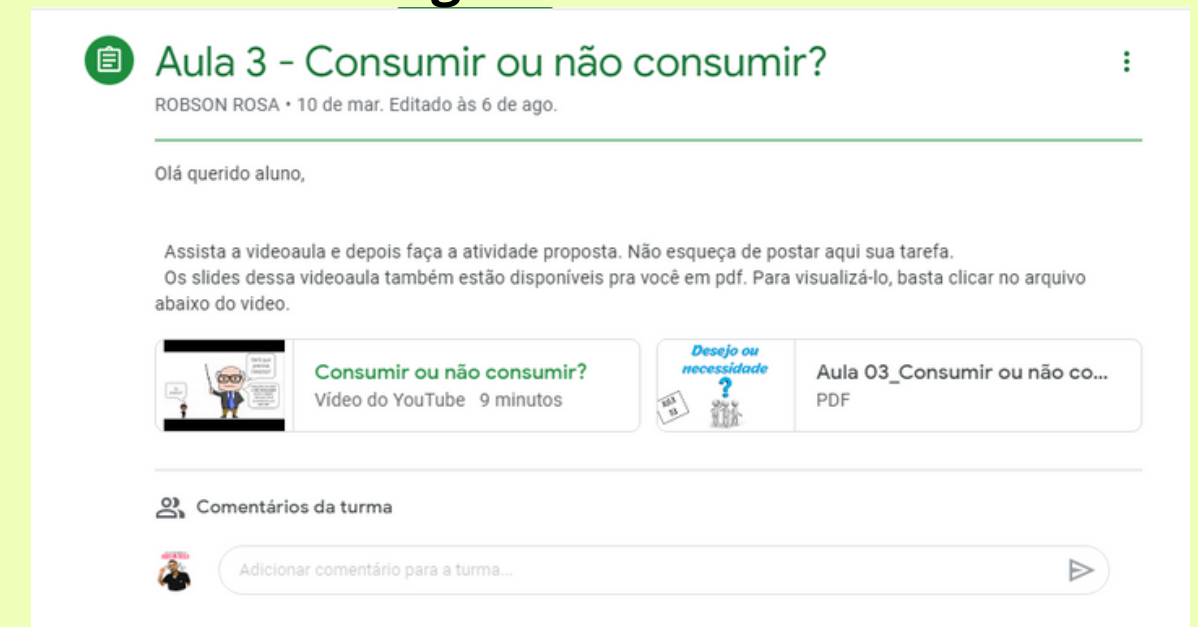 Aula 3 - Consumir ou não consumir?
ROBSON ROSA • 10 de mar. Editado às 6 de ago.
Olá querido aluno,
Assista a videoaula e depois faça a atividade proposta. Não esqueça de postar aqui sua tarefa.
Os slides dessa videoaula também estão disponíveis pra você em pdf. Para visualizá-lo, basta clicar no arquivo
abaixo do video.
Consumir ou não consumir?
Vídeo do YouTube 9 minutos
Desejo ou
necessidade
?
AULA
03
Aula 03_Consumir ou não co...
PDF
Comentários da turma
Adicionar comentário para a turma...